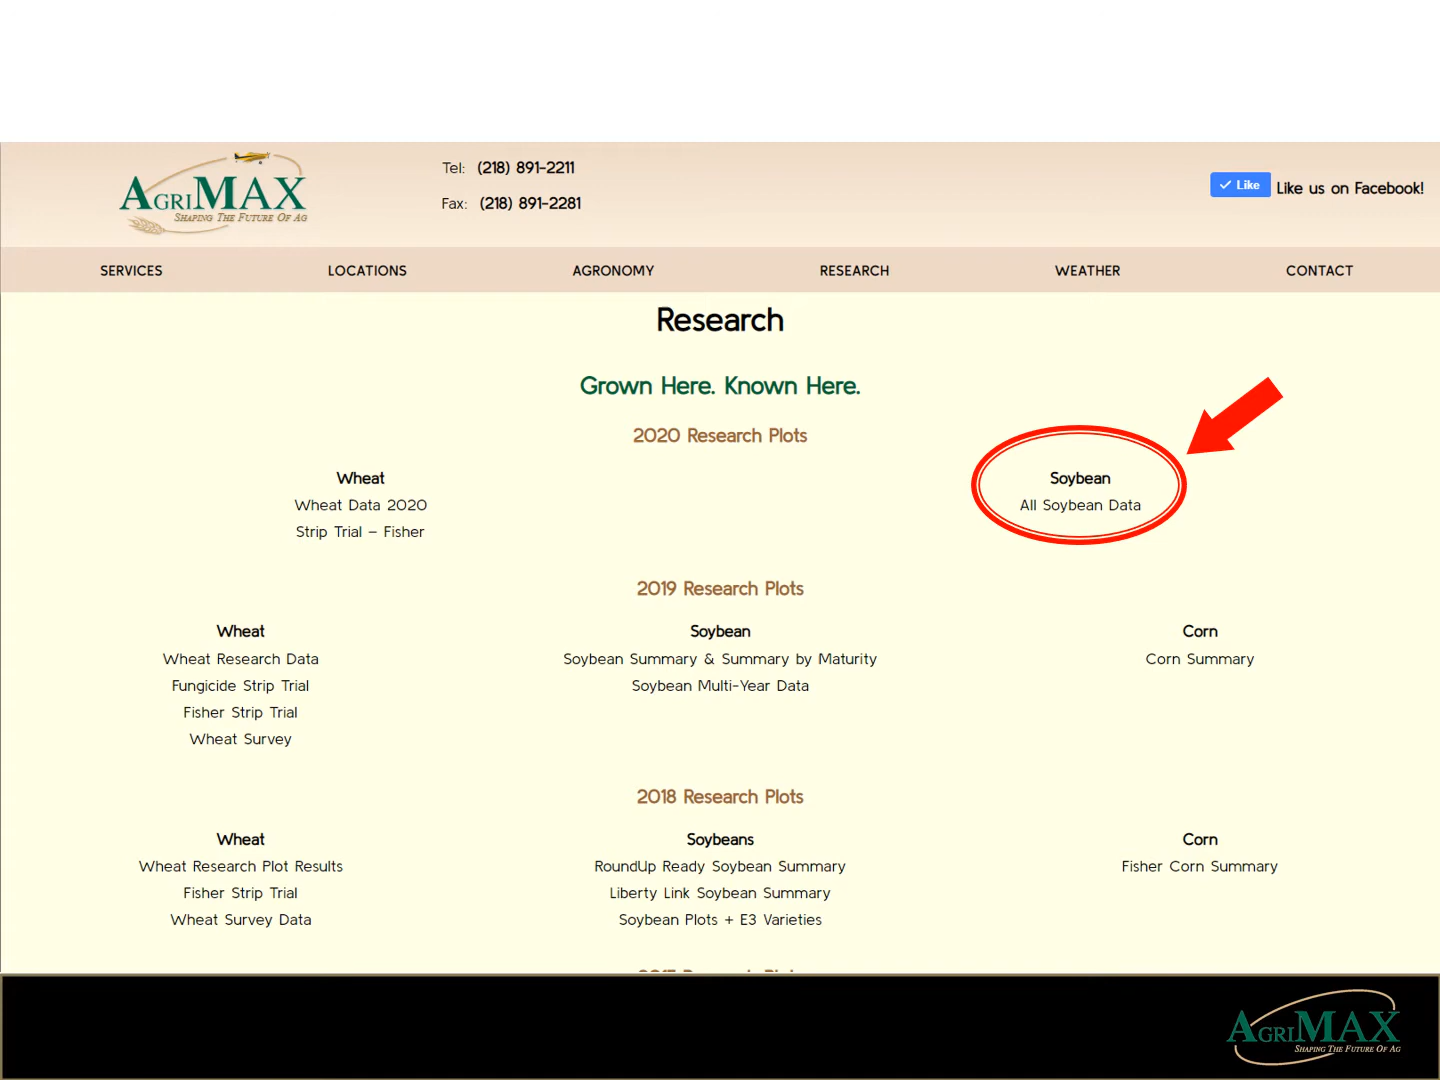 AGRIMAX
SHAPING THE FUTURE OF AG
Tel: (218) 891-2211
Fax: (218) 891-2281
Like
Like us on Facebook!
SERVICES
LOCATIONS
AGRONOMY
RESEARCH
WEATHER
CONTACT
Research
Grown Here. Known Here.
2020 Research Plots
Wheat
Wheat Data 2020
Strip Trial – Fisher
Soybean
All Soybean Data
2019 Research Plots
Wheat
Wheat Research Data
Fungicide Strip Trial
Fisher Strip Trial
Wheat Survey
Soybean
Soybean Summary & Summary by Maturity
Soybean Multi-Year Data
Corn
Corn Summary
2018 Research Plots
Wheat
Wheat Research Plot Results
Fisher Strip Trial
Wheat Survey Data
Soybeans
RoundUp Ready Soybean Summary
Liberty Link Soybean Summary
Soybean Plots + E3 Varieties
Corn
Fisher Corn Summary
AGRIMAX
SHAPING THE FUTURE OF AG